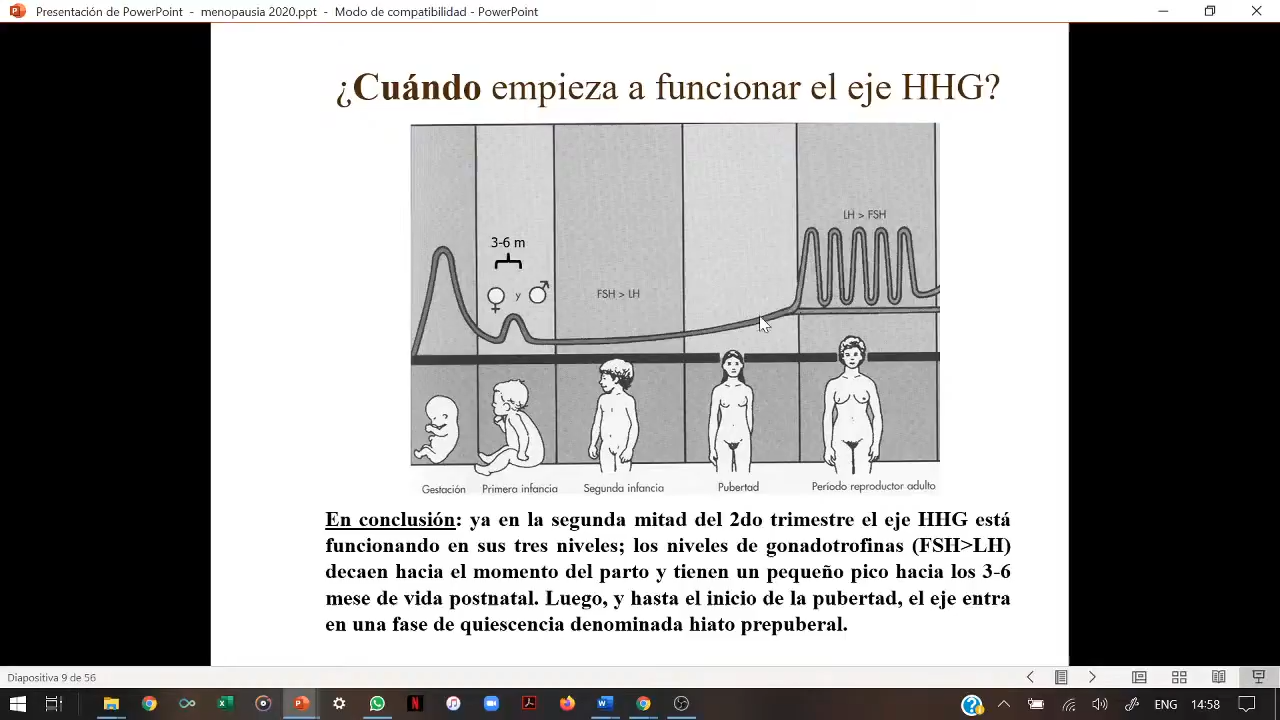 Presentación de PowerPoint - menopausia 2020.ppt - Modo de compatibilidad - PowerPoint
¿Cuándo empieza a funcionar el eje HHG?
LH > FSH
3-6 m
y
FSH > LH
Gestación Primera infancia Segunda infancia Pubertad Período reproductor adulto
En conclusión: ya en la segunda mitad del 2do trimestre el eje HHG está
funcionando en sus tres niveles; los niveles de gonadotrofinas (FSH>LH)
decaen hacia el momento del parto y tienen un pequeño pico hacia los 3-6
mese de vida postnatal. Luego, y hasta el inicio de la pubertad, el eje entra
en una fase de quiescencia denominada hiato prepuberal.
Diapositiva 9 de 56
ENG 14:58